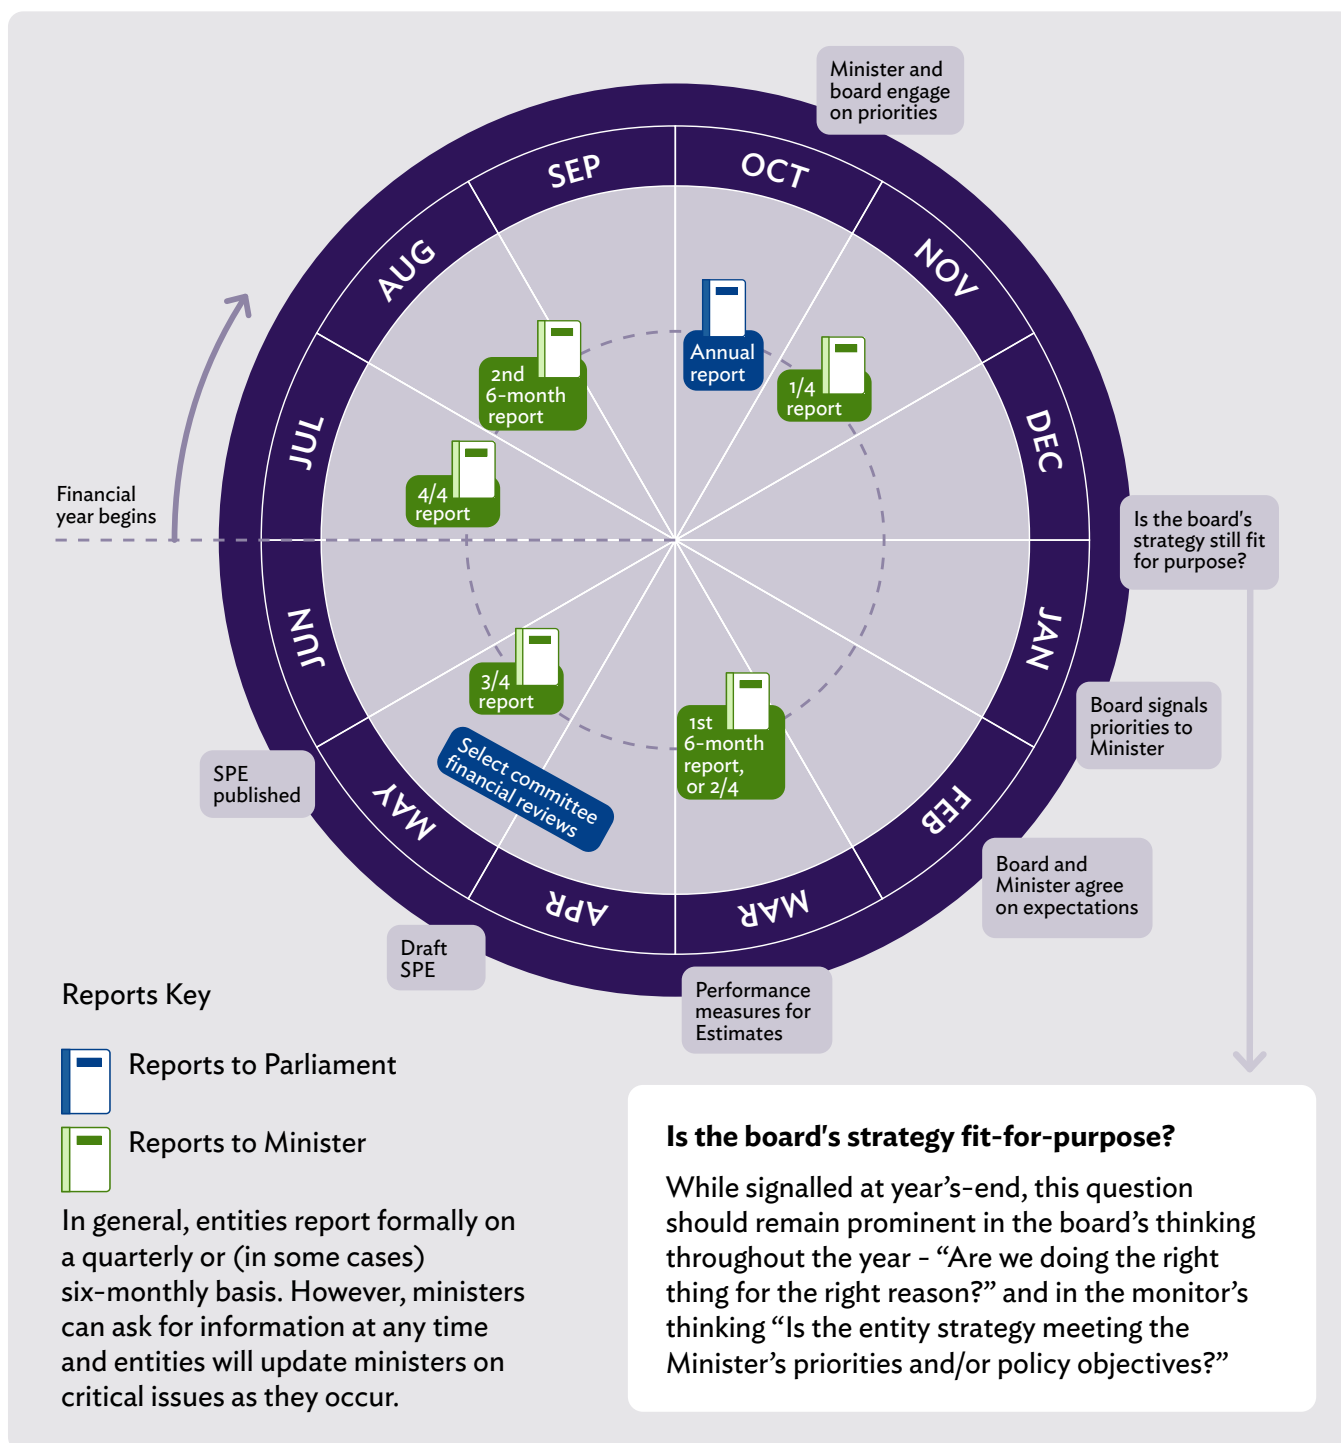 Minister and
board engage
on priorities
SEP
OCT
AUG
NOV
JUL
DEC
JUN
JAN
MAY
FEB
APR
MAR
Annual
report
1/4
report
2nd
6-month
report
4/4
report
3/4
report
1st
6-month
report,
or 2/4
Select committee
financial reviews
Financial
year begins
Is the board's
strategy still fit
for purpose?
Board signals
priorities to
Minister
Board and
Minister agree
on expectations
Performance
measures for
Estimates
Draft
SPE
SPE
published
Reports Key
Reports to Parliament
Reports to Minister
In general, entities report formally on
a quarterly or (in some cases)
six-monthly basis. However, ministers
can ask for information at any time
and entities will update ministers on
critical issues as they occur.
Is the board's strategy fit-for-purpose?
While signalled at year’s-end, this question
should remain prominent in the board’s thinking
throughout the year - “Are we doing the right
thing for the right reason?” and in the monitor’s
thinking “Is the entity strategy meeting the
Minister’s priorities and/or policy objectives?”